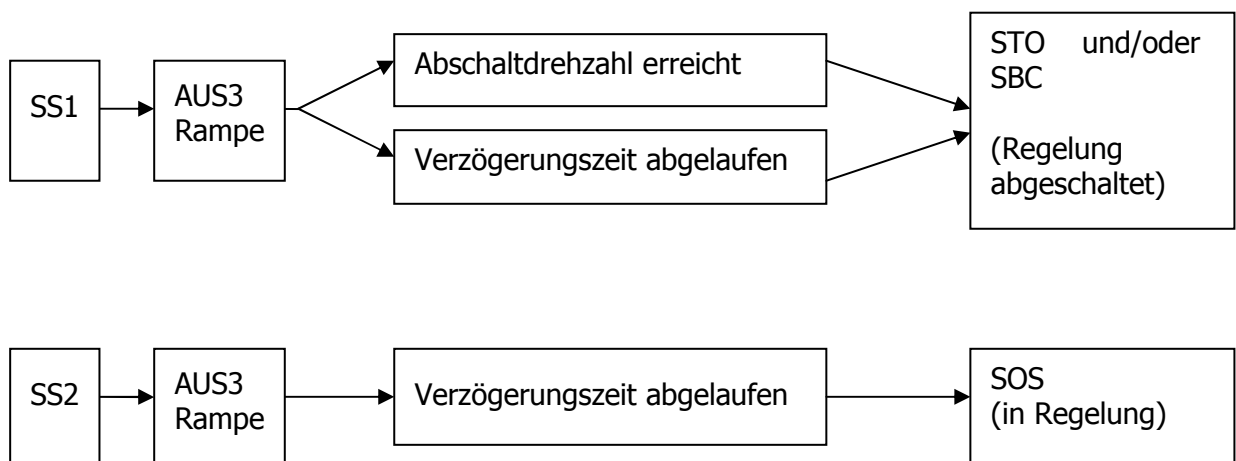 SS1
AUS3
Rampe
Abschaltdrehzahl erreicht
Verzögerungszeit abgelaufen
STO und/oder
SBC
(Regelung
abgeschaltet)
SS2
AUS3
Rampe
Verzögerungszeit abgelaufen
SOS
(in Regelung)